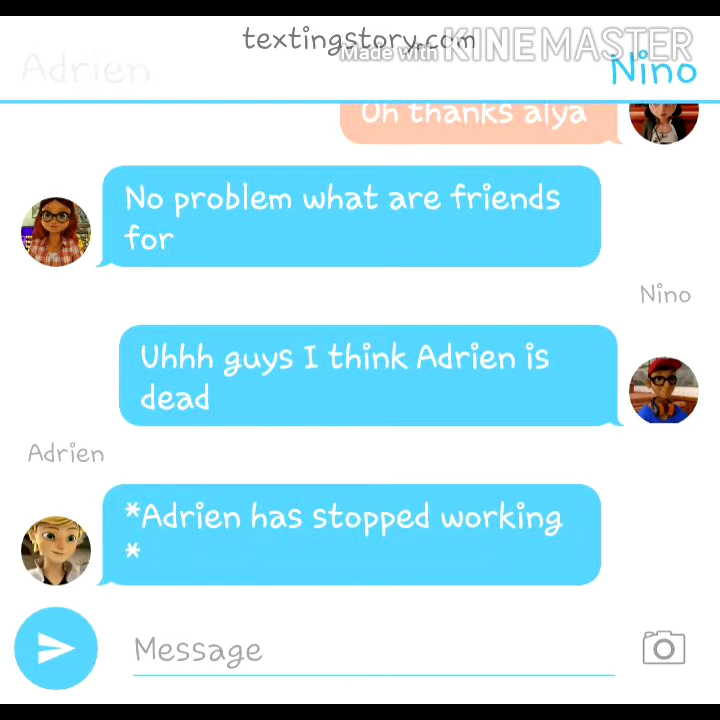 textingstory.com
Made with KINEMASTER
Adrien
Nino
Oh thanks alya
No problem what are friends
for
Nino
Uhhh guys I think Adrien is
dead
Adrien
*Adrien has stopped working
*
Message